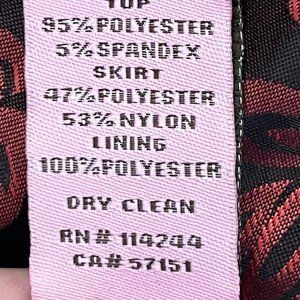 TOP
95%POLYESTER
5%SPANDEX
SKIRT
47%POLYESTER
53%NYLON
LINING
100%POLYESTER
DRY CLEAN
RN# 114244
CA# 57151